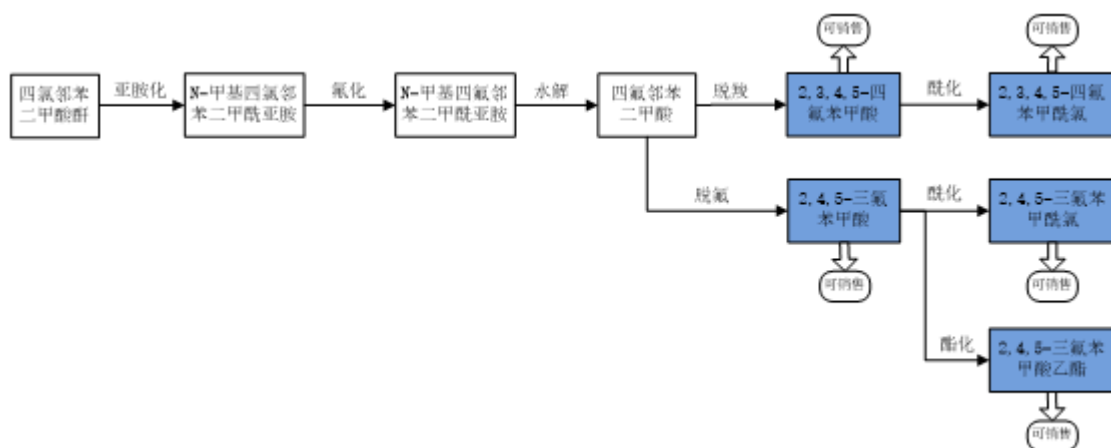 可销售
可销售
四氯邻苯
二甲酸酐
亚胺化
N-甲基四氯邻
苯二甲酰亚胺
氟化
N-甲基四氟邻
苯二甲酰亚胺
水解
四氟邻苯
二甲酸
脱羧
2,3,4,5-四
氟苯甲酸
酰化
2,3,4,5-四氟
苯甲酰氯
脱氟
2,4,5-三氟
苯甲酸
酰化
2,4,5-三氟苯
甲酰氯
可销售
可销售
酯化
2,4,5-三氟苯
甲酸乙酯
可销售